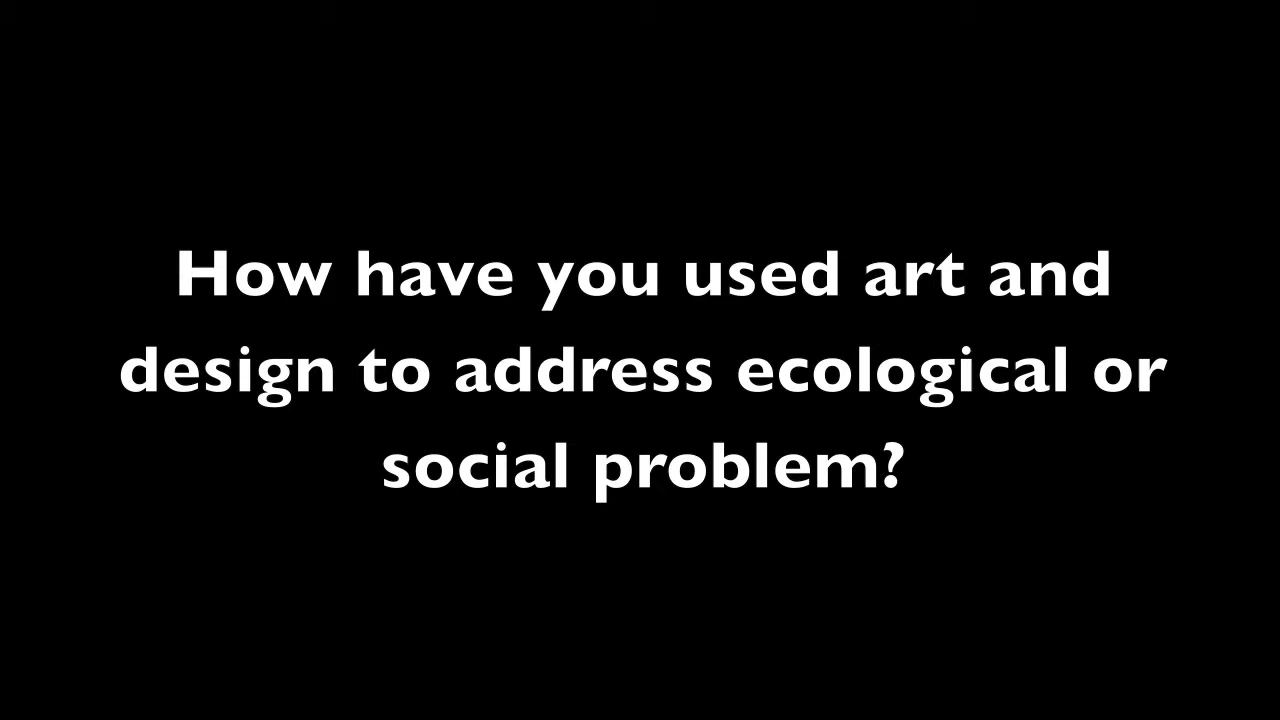 How have you used art and
design to address ecological or
social problem?